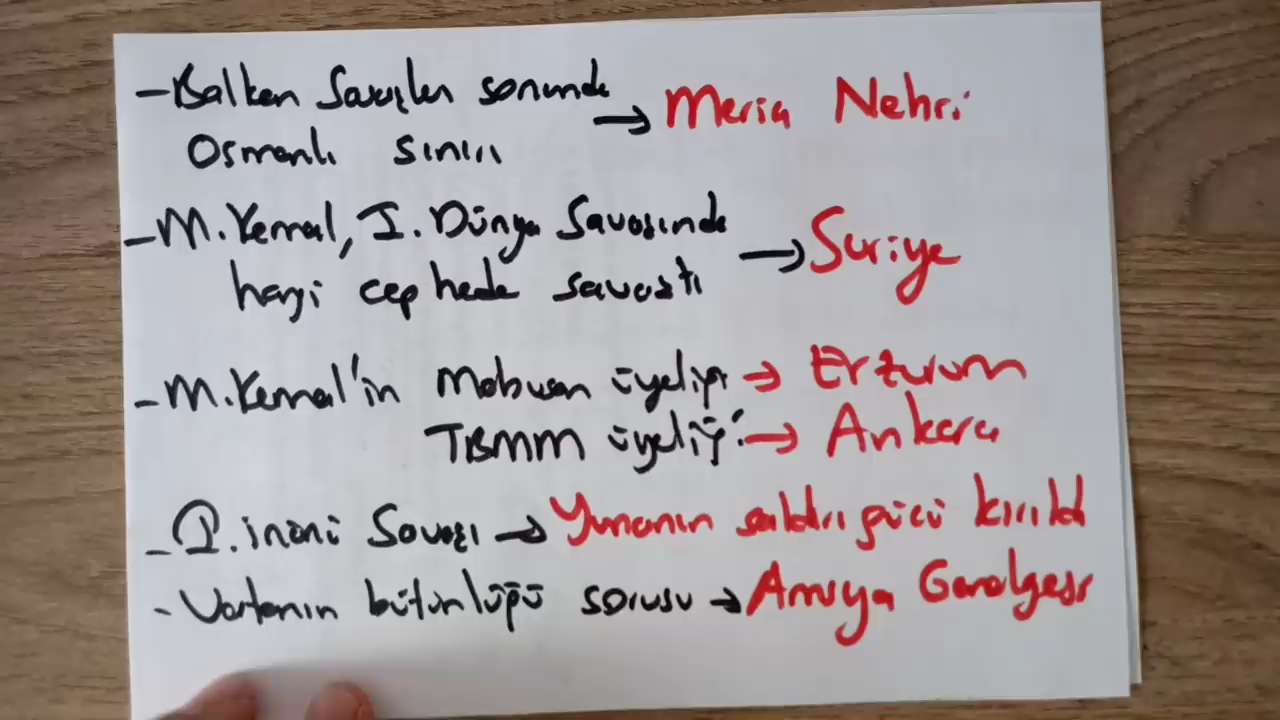 - Balkan Savaşları sonunda → Meriç Nehri
Osmanlı sınırı
- M. Kemal, I. Dünya Savaşında → Suriye
hangi cephede savaştı
- M. Kemal'in Mebusan üyeliği → Erzurum
TBMM üyeliği → Ankara
- I. inönü Savaşı → Yunanın saldırı gücü kırıldı
- Vatanın bütünlüğü sorusu → Amasya Genelgesi